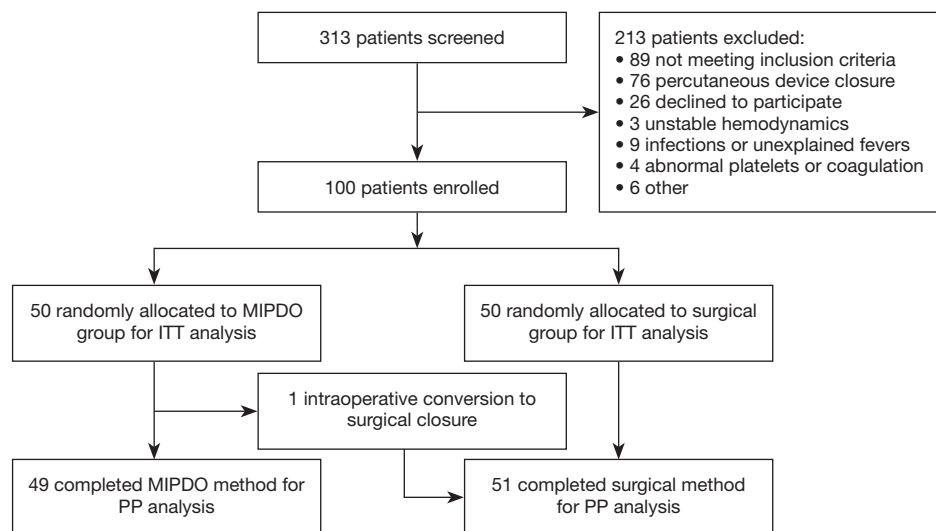 313 patients screened
213 patients excluded:
• 89 not meeting inclusion criteria
• 76 percutaneous device closure
• 26 declined to participate
• 3 unstable hemodynamics
• 9 infections or unexplained fevers
• 4 abnormal platelets or coagulation
• 6 other
100 patients enrolled
50 randomly allocated to MIPDO
group for ITT analysis
50 randomly allocated to surgical
group for ITT analysis
1 intraoperative conversion to
surgical closure
49 completed MIPDO method for
PP analysis
51 completed surgical method
for PP analysis